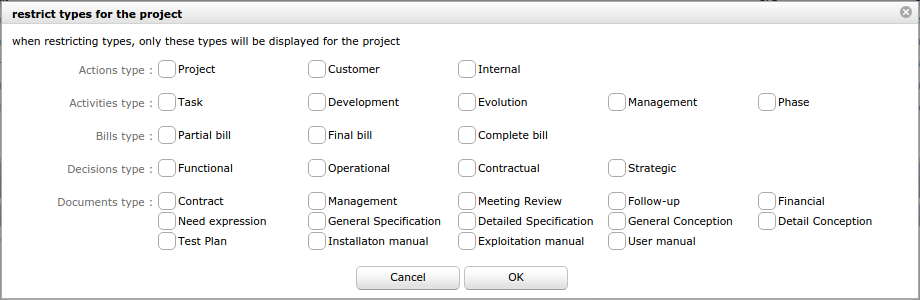 restrict types for the project
when restricting types, only these types will be displayed for the project
Actions type : Project Customer Internal
Activities type : Task Development Evolution Management Phase
Bills type : Partial bill Final bill Complete bill
Decisions type : Functional Operational Contractual Strategic
Documents type : Contract Management Meeting Review Follow-up Financial
Need expression General Specification Detailed Specification General Conception Detail Conception
Test Plan Installaton manual Exploitation manual User manual
Cancel OK